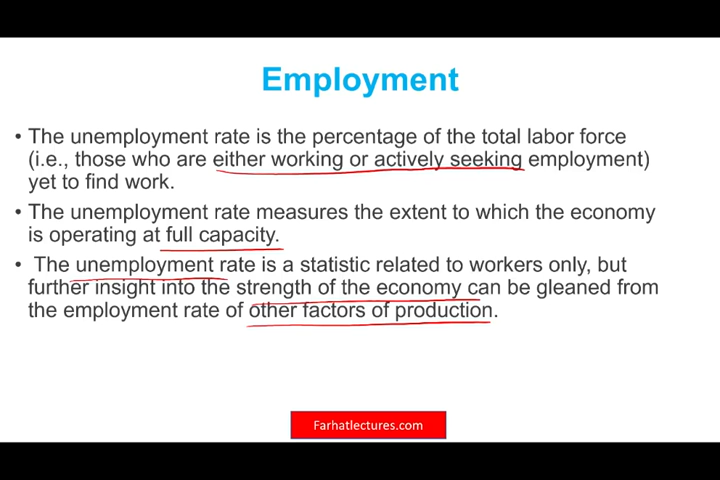 Employment
• The unemployment rate is the percentage of the total labor force
(i.e., those who are either working or actively seeking employment)
yet to find work.
• The unemployment rate measures the extent to which the economy
is operating at full capacity.
• The unemployment rate is a statistic related to workers only, but
further insight into the strength of the economy can be gleaned from
the employment rate of other factors of production.
Farhatlectures.com